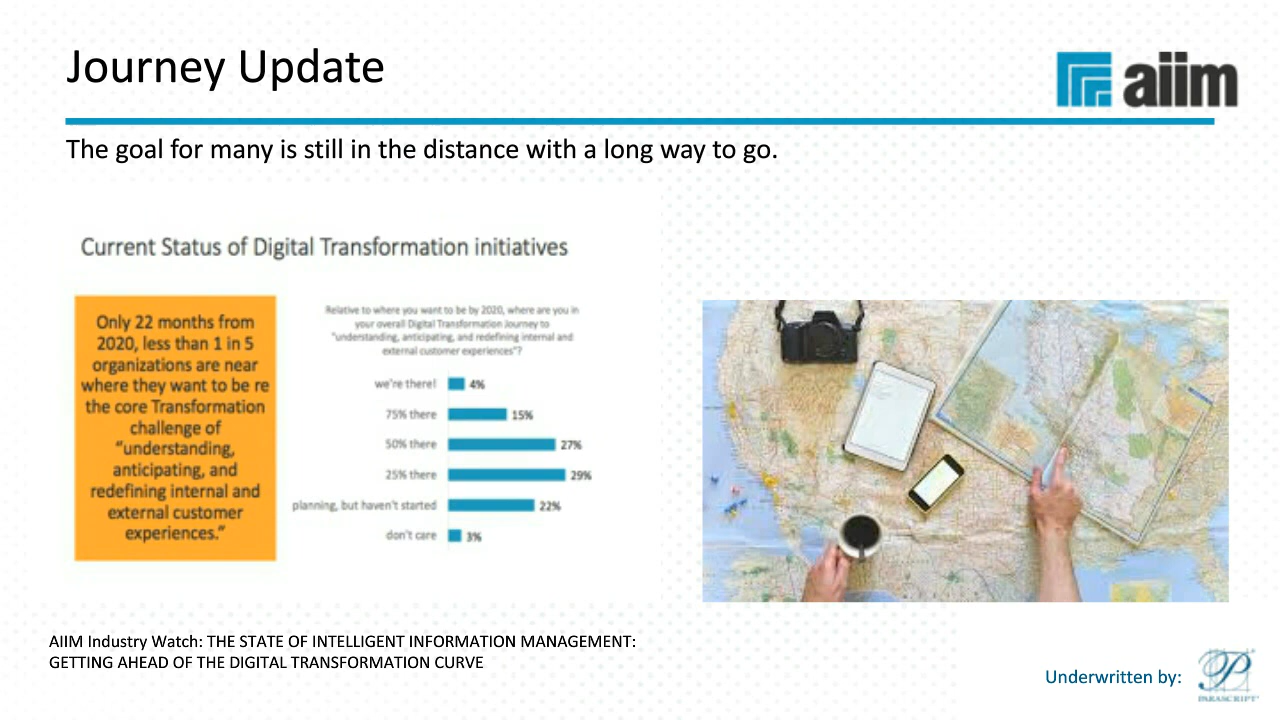 Journey Update
aiim
The goal for many is still in the distance with a long way to go.
Current Status of Digital Transformation initiatives
Only 22 months from
2020, less than 1 in 5
organizations are near
where they want to be re
the core Transformation
challenge of
“understanding,
anticipating, and
redefining internal and
external customer
experiences.”
Relative to where you want to be by 2020, where are you in
your overall Digital Transformation Journey to
"understanding, anticipating, and redefining internal and
external customer experiences"?
we're there! 4%
75% there 15%
50% there 27%
25% there 29%
planning, but haven't started 22%
don't care 3%
AIIM Industry Watch: THE STATE OF INTELLIGENT INFORMATION MANAGEMENT:
GETTING AHEAD OF THE DIGITAL TRANSFORMATION CURVE
Underwritten by:
PARASCRIPT